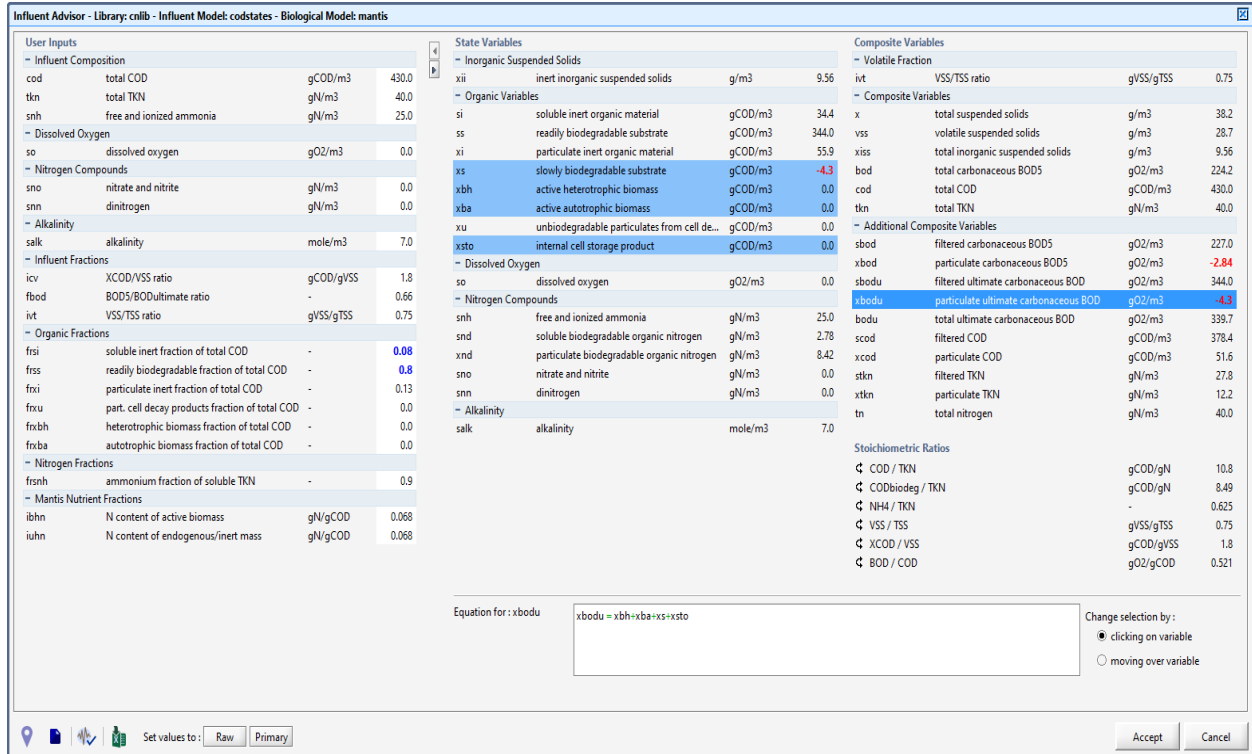 Influent Advisor - Library: cnlib - Influent Model: codstates - Biological Model: mantis
User Inputs
- Influent Composition
cod total COD gCOD/m3 430.0
tkn total TKN gN/m3 40.0
snh free and ionized ammonia gN/m3 25.0
- Dissolved Oxygen
so dissolved oxygen gO2/m3 0.0
- Nitrogen Compounds
sno nitrate and nitrite gN/m3 0.0
snn dinitrogen gN/m3 0.0
- Alkalinity
salk alkalinity mole/m3 7.0
- Influent Fractions
icv XCOD/VSS ratio gCOD/gVSS 1.8
fbod BOD5/BODultimate ratio - 0.66
ivt VSS/TSS ratio gVSS/gTSS 0.75
- Organic Fractions
frsi soluble inert fraction of total COD - 0.08
frss readily biodegradable fraction of total COD - 0.8
frxi particulate inert fraction of total COD - 0.13
frxu part. cell decay products fraction of total COD - 0.0
frxbh heterotrophic biomass fraction of total COD - 0.0
frxba autotrophic biomass fraction of total COD - 0.0
- Nitrogen Fractions
frsnh ammonium fraction of soluble TKN - 0.9
- Mantis Nutrient Fractions
ibhn N content of active biomass gN/gCOD 0.068
iuhn N content of endogenous/inert mass gN/gCOD 0.068
State Variables
- Inorganic Suspended Solids
xii inert inorganic suspended solids g/m3 9.56
- Organic Variables
si soluble inert organic material gCOD/m3 34.4
ss readily biodegradable substrate gCOD/m3 344.0
xi particulate inert organic material gCOD/m3 55.9
xs slowly biodegradable substrate gCOD/m3 -4.3
xbh active heterotrophic biomass gCOD/m3 0.0
xba active autotrophic biomass gCOD/m3 0.0
xu unbiodegradable particulates from cell de... gCOD/m3 0.0
xsto internal cell storage product gCOD/m3 0.0
- Dissolved Oxygen
so dissolved oxygen gO2/m3 0.0
- Nitrogen Compounds
snh free and ionized ammonia gN/m3 25.0
snd soluble biodegradable organic nitrogen gN/m3 2.78
xnd particulate biodegradable organic nitrogen gN/m3 8.42
sno nitrate and nitrite gN/m3 0.0
snn dinitrogen gN/m3 0.0
- Alkalinity
salk alkalinity mole/m3 7.0
Composite Variables
- Volatile Fraction
ivt VSS/TSS ratio gVSS/gTSS 0.75
- Composite Variables
x total suspended solids g/m3 38.2
vss volatile suspended solids g/m3 28.7
xiss total inorganic suspended solids g/m3 9.56
bod total carbonaceous BOD5 gO2/m3 224.2
cod total COD gCOD/m3 430.0
tkn total TKN gN/m3 40.0
- Additional Composite Variables
sbod filtered carbonaceous BOD5 gO2/m3 227.0
xbod particulate carbonaceous BOD5 gO2/m3 -2.84
sbodu filtered ultimate carbonaceous BOD gO2/m3 344.0
xbodu particulate ultimate carbonaceous BOD gO2/m3 -4.3
bodu total ultimate carbonaceous BOD gO2/m3 339.7
scod filtered COD gCOD/m3 378.4
xcod particulate COD gCOD/m3 51.6
stkn filtered TKN gN/m3 27.8
xtkn particulate TKN gN/m3 12.2
tn total nitrogen gN/m3 40.0
Stoichiometric Ratios
COD / TKN gCOD/gN 10.8
CODbiodeg / TKN gCOD/gN 8.49
NH4 / TKN - 0.625
VSS / TSS gVSS/gTSS 0.75
XCOD / VSS gCOD/gVSS 1.8
BOD / COD gO2/gCOD 0.521
Equation for : xbodu
xbodu = xbh+xba+xs+xsto
Change selection by :
clicking on variable
moving over variable
Set values to : Raw Primary
Accept Cancel